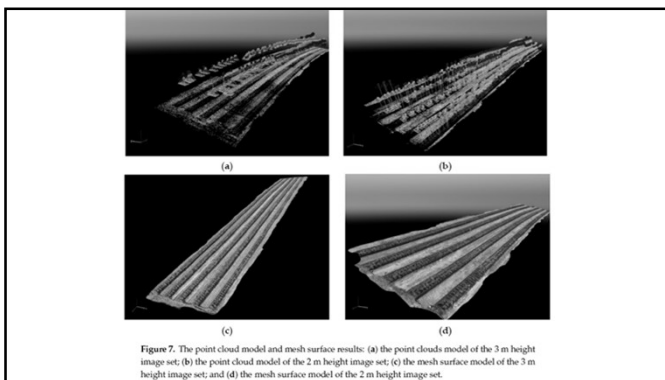 (a)
(b)
(c)
(d)
Figure 7. The point cloud model and mesh surface results: (a) the point clouds model of the 3 m height
image set; (b) the point cloud model of the 2 m height image set; (c) the mesh surface model of the 3 m
height image set; and (d) the mesh surface model of the 2 m height image set.